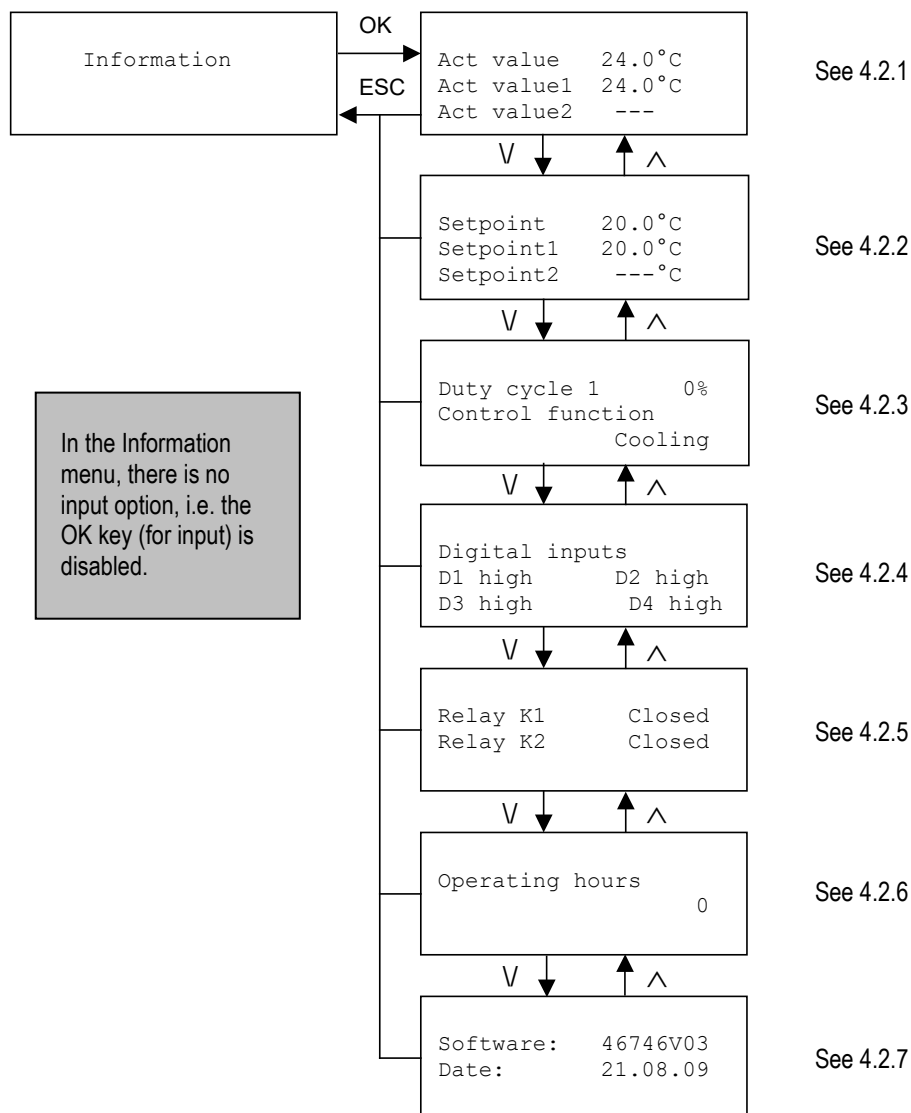 Information
OK
ESC
Act value 24.0°C
Act value1 24.0°C
Act value2 ---
See 4.2.1
\/ /\
Setpoint 20.0°C
Setpoint1 20.0°C
Setpoint2 ---°C
See 4.2.2
\/ /\
Duty cycle 1 0%
Control function
Cooling
See 4.2.3
In the Information
menu, there is no
input option, i.e. the
OK key (for input) is
disabled.
\/ /\
Digital inputs
D1 high D2 high
D3 high D4 high
See 4.2.4
\/ /\
Relay K1 Closed
Relay K2 Closed
See 4.2.5
\/ /\
Operating hours
0
See 4.2.6
\/ /\
Software: 46746V03
Date: 21.08.09
See 4.2.7